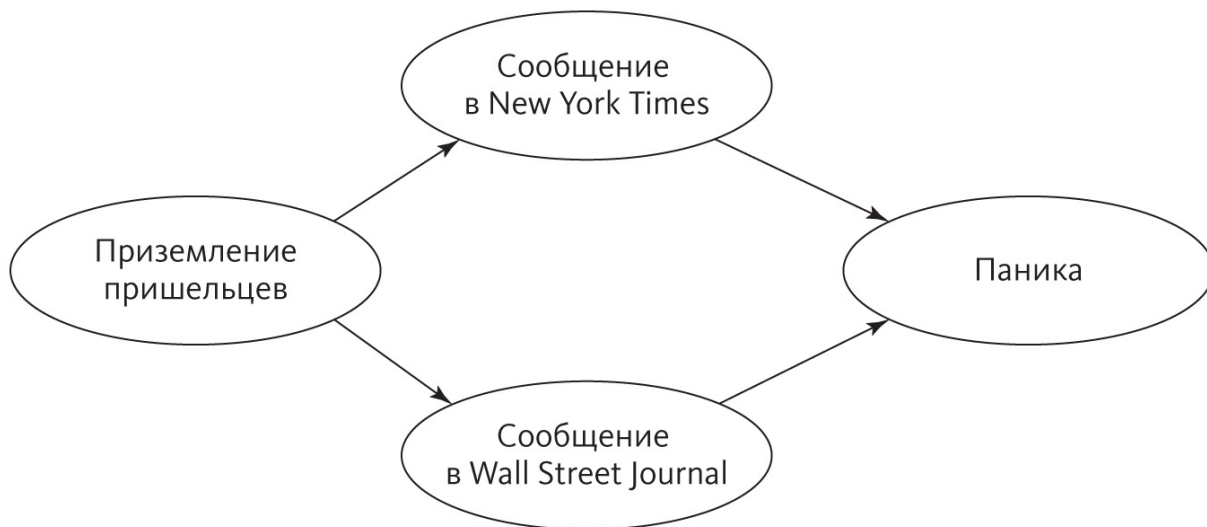 Сообщение
в New York Times
Приземление
пришельцев
Паника
Сообщение
в Wall Street Journal